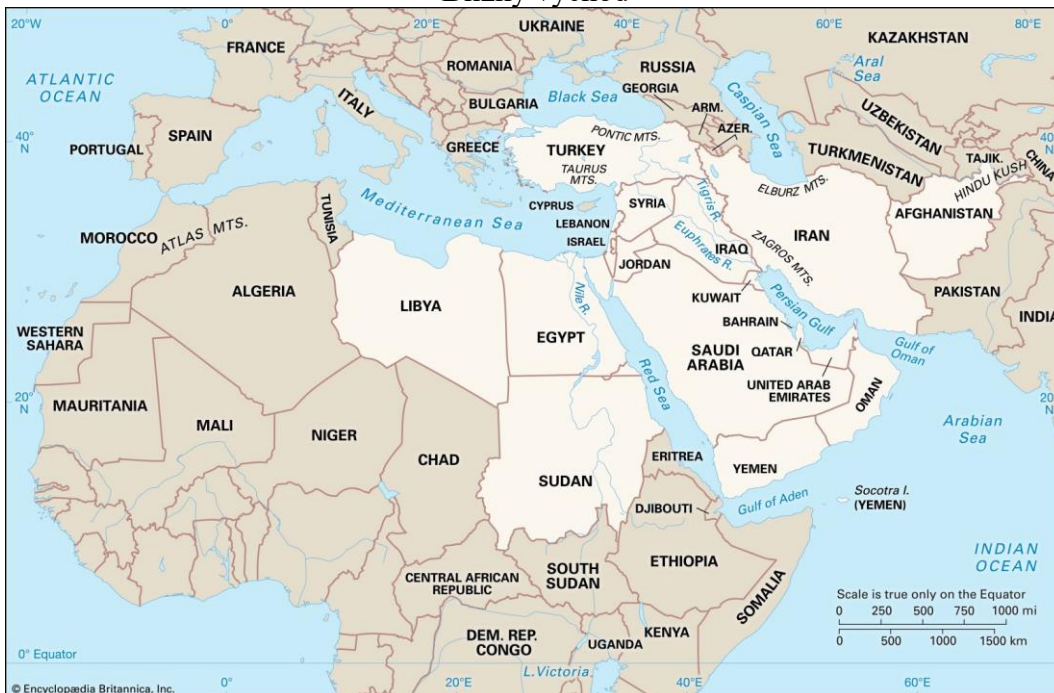 20°W
0°
20°E
UKRAINE
40°E
60°E
80°E
FRANCE
KAZAKHSTAN
ATLANTIC
OCEAN
ROMANIA
RUSSIA
Aral
Sea
ITALY
BULGARIA
Black Sea
GEORGIA
Caspian Sea
UZBEKISTAN
ARM.
AZER.
40°
N
PORTUGAL
SPAIN
GREECE
TURKEY
PONTIC MTS.
TURKMENISTAN
TAJIK.
CHINA
40°
N
TAURUS
MTS.
ELBURZ MTS.
HINDU KUSH
Mediterranean Sea
CYPRUS
SYRIA
Tigris R.
AFGHANISTAN
TUNISIA
LEBANON
ISRAEL
Euphrates R.
IRAQ
ZAGROS MTS.
IRAN
MOROCCO
ATLAS MTS.
JORDAN
ALGERIA
LIBYA
EGYPT
Nile R.
KUWAIT
Persian Gulf
PAKISTAN
INDIA
WESTERN
SAHARA
BAHRAIN
Gulf of
Oman
SAUDI
ARABIA
QATAR
Red Sea
UNITED ARAB
EMIRATES
OMAN
20°
N
MAURITANIA
MALI
NIGER
CHAD
SUDAN
ERITREA
YEMEN
Arabian
Sea
20°
N
DJIBOUTI
Gulf of Aden
Socotra I.
(YEMEN)
ETHIOPIA
SOMALIA
INDIAN
OCEAN
CENTRAL AFRICAN
REPUBLIC
SOUTH
SUDAN
Scale is true only on the Equator
0 250 500 750 1000 mi
0 500 1000 1500 km
DEM. REP.
CONGO
UGANDA
KENYA
0° Equator
L.Victoria
© Encyclopædia Britannica, Inc.
0°
20°E
40°E
60°E